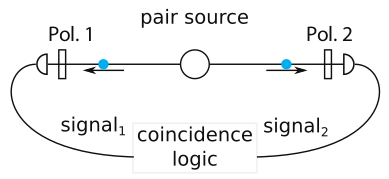 pair source
Pol. 1
Pol. 2
signal₁
signal₂
coincidence
logic